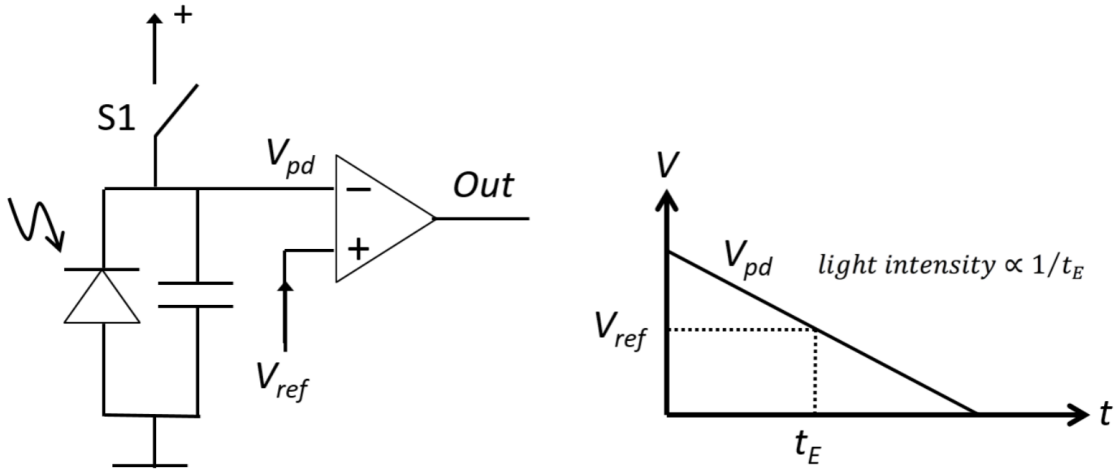 +
S1
V_pd
−
Out
+
V_ref
V
V_pd
light intensity ∝ 1/t_E
V_ref
t
t_E